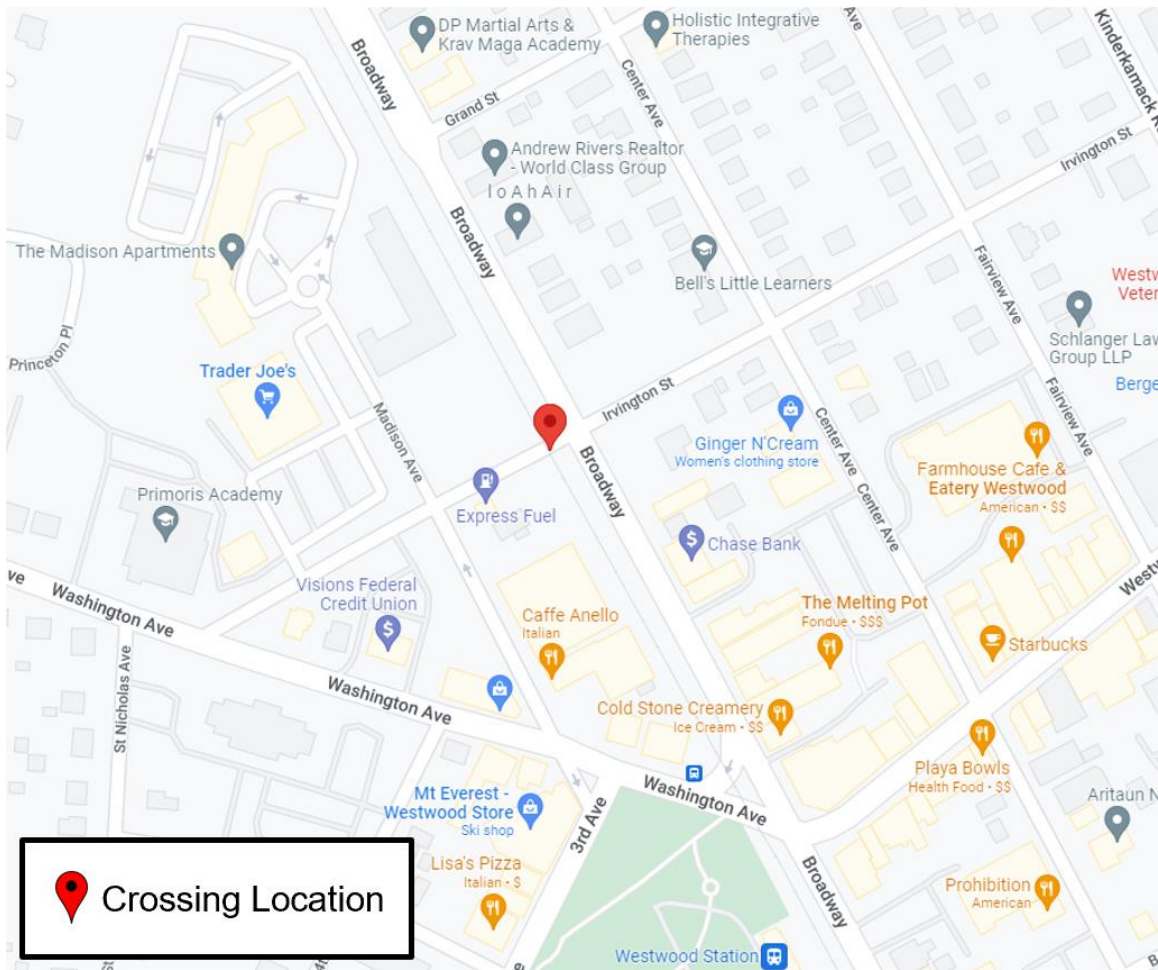 DP Martial Arts &
Krav Maga Academy
Holistic Integrative
Therapies
Broadway
Grand St
Center Ave
Ave
Kinderkamack
Irvington St
Andrew Rivers Realtor
- World Class Group
l o A h A i r
Broadway
The Madison Apartments
Bell's Little Learners
Fairview Ave
Schlanger Law
Group LLP
Princeton Pl
Trader Joe's
Madison Ave
Irvington St
Ginger N'Cream
Women's clothing store
Center Ave
Fairview Ave
Farmhouse Cafe &
Eatery Westwood
American • $$
Broadway
Primoris Academy
Express Fuel
Chase Bank
Center Ave
Visions Federal
Credit Union
Washington Ave
Caffe Anello
Italian
The Melting Pot
Fondue • $$$
Starbucks
St Nicholas Ave
Washington Ave
Cold Stone Creamery
Ice Cream • $$
Playa Bowls
Health Food • $$
Mt Everest -
Westwood Store
Ski shop
3rd Ave
Washington Ave
Aritaun
Lisa's Pizza
Italian • $
Broadway
Prohibition
American
Westwood Station
Crossing Location